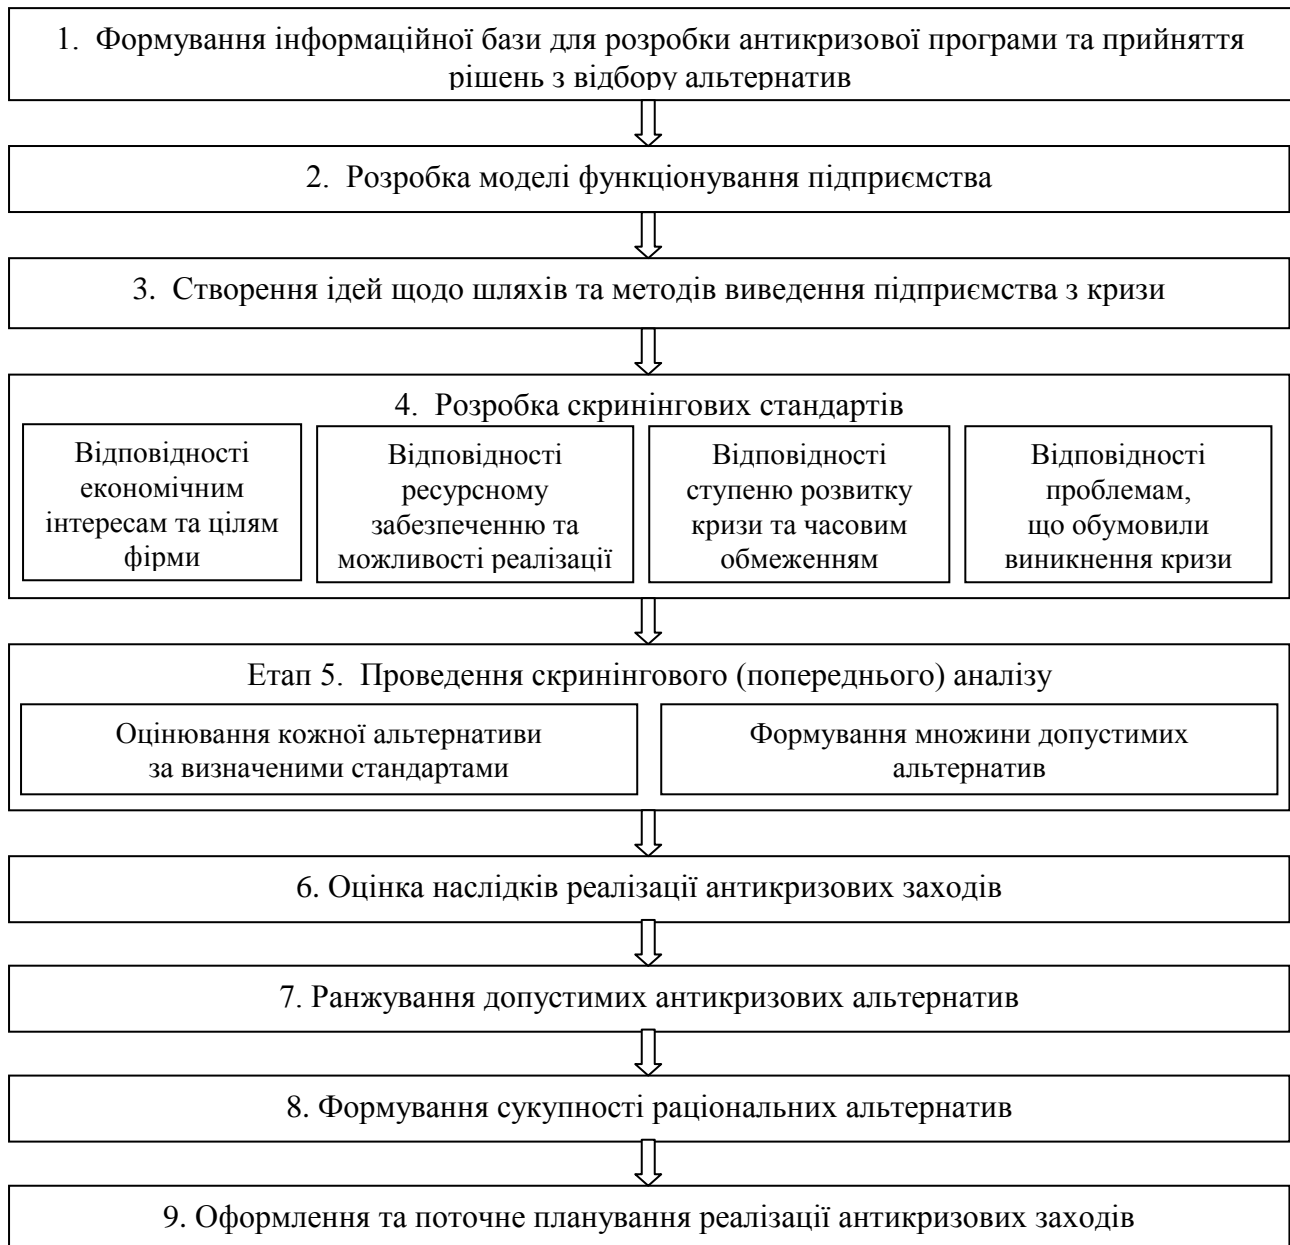 1. Формування інформаційної бази для розробки антикризової програми та прийняття
рішень з відбору альтернатив
2. Розробка моделі функціонування підприємства
3. Створення ідей щодо шляхів та методів виведення підприємства з кризи
4. Розробка скринінгових стандартів
Відповідності
економічним
інтересам та цілям
фірми
Відповідності
ресурсному
забезпеченню та
можливості реалізації
Відповідності
ступеню розвитку
кризи та часовим
обмеженням
Відповідності
проблемам,
що обумовили
виникнення кризи
Етап 5. Проведення скринінгового (попереднього) аналізу
Оцінювання кожної альтернативи
за визначеними стандартами
Формування множини допустимих
альтернатив
6. Оцінка наслідків реалізації антикризових заходів
7. Ранжування допустимих антикризових альтернатив
8. Формування сукупності раціональних альтернатив
9. Оформлення та поточне планування реалізації антикризових заходів